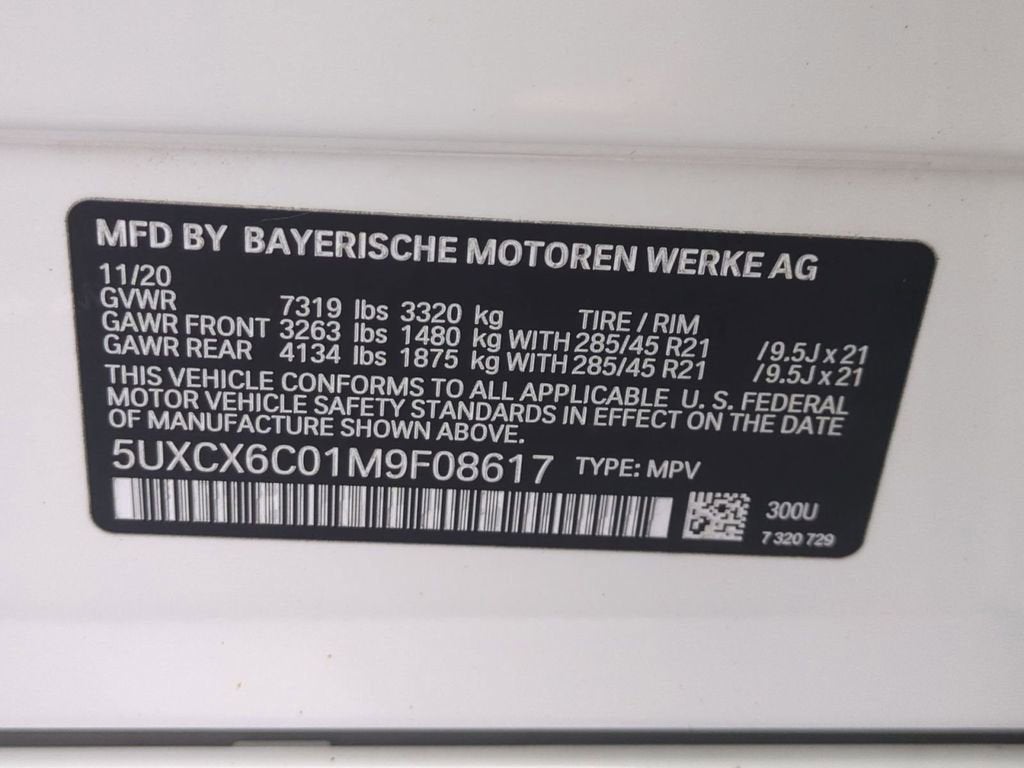 MFD BY BAYERISCHE MOTOREN WERKE AG
11/20
GVWR 7319 lbs 3320 kg TIRE / RIM
GAWR FRONT 3263 lbs 1480 kg WITH 285/45 R21 /9.5J x 21
GAWR REAR 4134 lbs 1875 kg WITH 285/45 R21 /9.5J x 21
THIS VEHICLE CONFORMS TO ALL APPLICABLE U. S. FEDERAL
MOTOR VEHICLE SAFETY STANDARDS IN EFFECT ON THE DATE
OF MANUFACTURE SHOWN ABOVE.
5UXCX6C01M9F08617 TYPE: MPV
300U
7 320 729